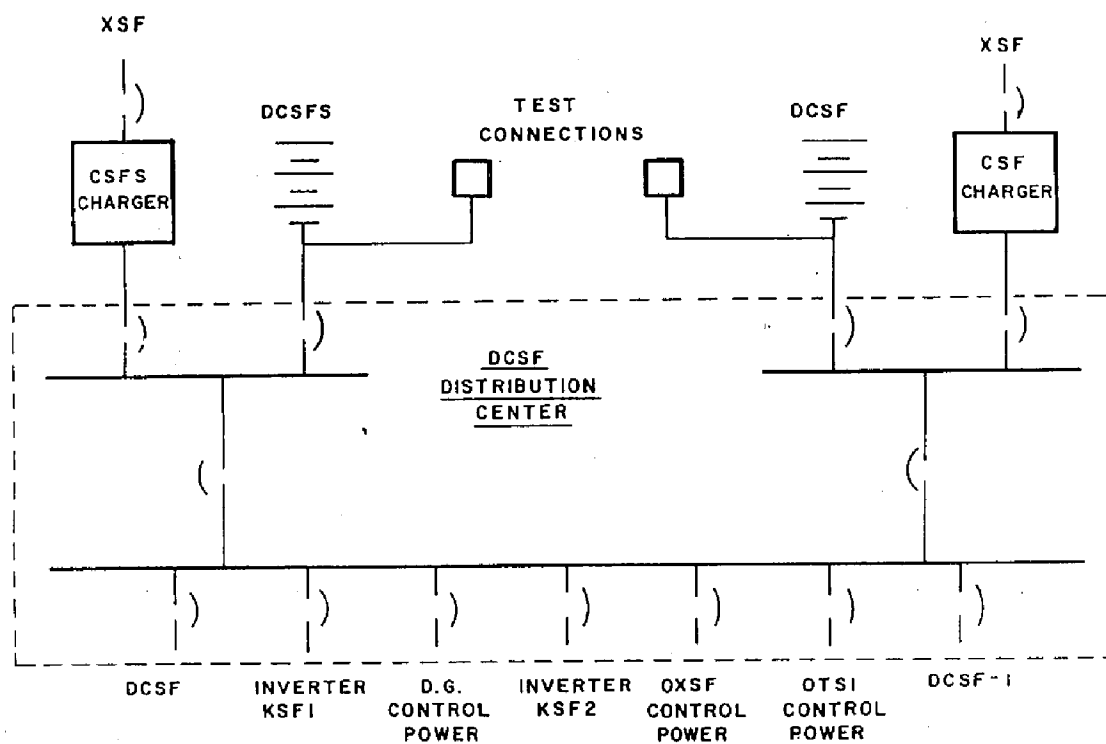 XSF
XSF
DCSFS
TEST
CONNECTIONS
DCSF
CSFS
CHARGER
CSF
CHARGER
DCSF
DISTRIBUTION
CENTER
DCSF
INVERTER
KSF1
D.G.
CONTROL
POWER
INVERTER
KSF2
OXSF
CONTROL
POWER
OTS1
CONTROL
POWER
DCSF-1